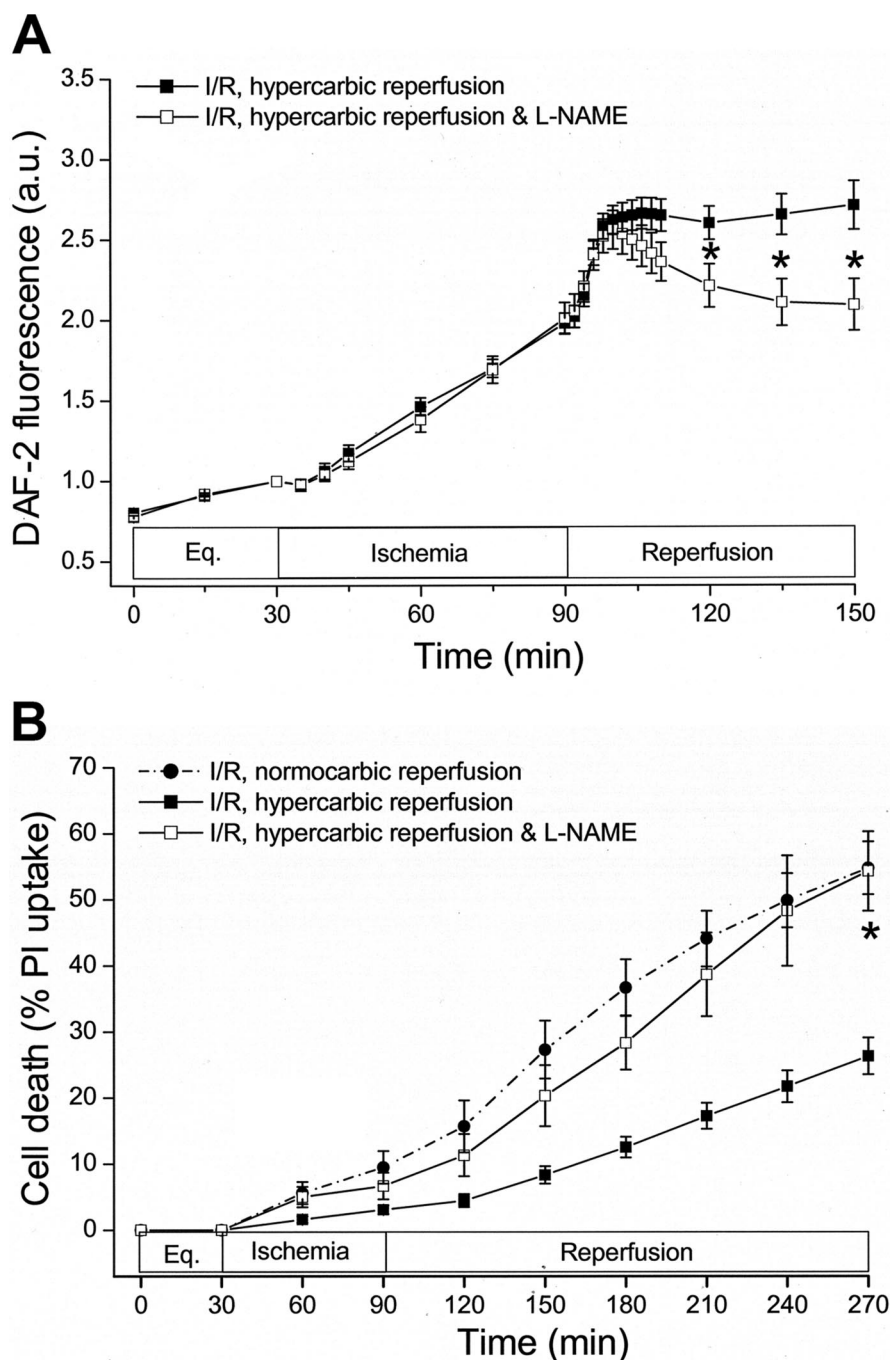 A
3.5
I/R, hypercarbic reperfusion
I/R, hypercarbic reperfusion & L-NAME
3.0
2.5
2.0
1.5
1.0
0.5
DAF-2 fluorescence (a.u.)
* * *
Eq. Ischemia Reperfusion
0 30 60 90 120 150
Time (min)
B
70
I/R, normocarbic reperfusion
I/R, hypercarbic reperfusion
I/R, hypercarbic reperfusion & L-NAME
60
50
40
30
20
10
0
Cell death (% PI uptake)
*
Eq. Ischemia Reperfusion
0 30 60 90 120 150 180 210 240 270
Time (min)